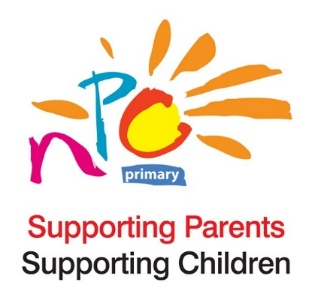 nPC
primary
Supporting Parents
Supporting Children